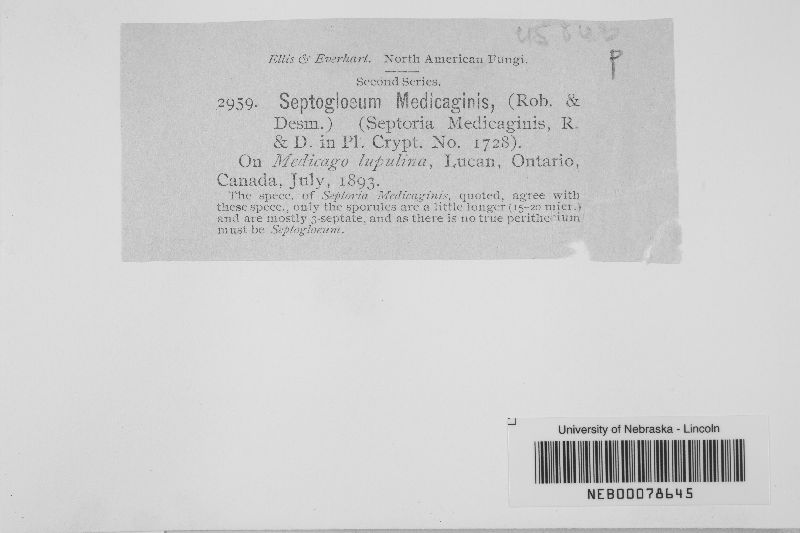 Ellis & Everhart. North American Fungi.
Second Series.
2959. Septogloeum Medicaginis, (Rob. &
Desm.) (Septoria Medicaginis, R.
& D. in Pl. Crypt. No. 1728).
On Medicago lupulina, Lucan, Ontario,
Canada, July, 1893.
The specc. of Septoria Medicaginis, quoted, agree with
these specc., only the sporules are a little longer (15-20 micr.)
and are mostly 3-septate, and as there is no true perithecium
must be Septogloeum.
P
University of Nebraska - Lincoln
NEB00078645